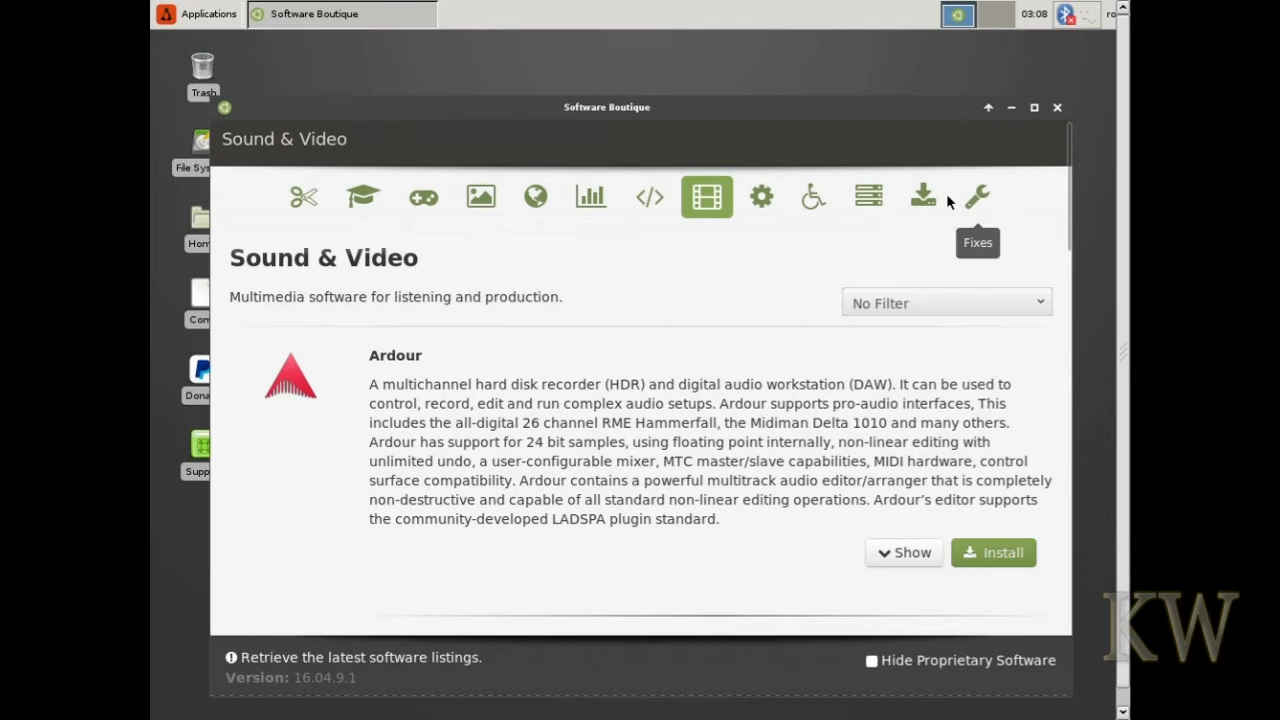 Applications
Software Boutique
03:08
ro
Trash
Software Boutique
Sound & Video
File Sys
Hom
Com
Dona
Supp
Fixes
Sound & Video
Multimedia software for listening and production.
No Filter
Ardour
A multichannel hard disk recorder (HDR) and digital audio workstation (DAW). It can be used to
control, record, edit and run complex audio setups. Ardour supports pro-audio interfaces, This
includes the all-digital 26 channel RME Hammerfall, the Midiman Delta 1010 and many others.
Ardour has support for 24 bit samples, using floating point internally, non-linear editing with
unlimited undo, a user-configurable mixer, MTC master/slave capabilities, MIDI hardware, control
surface compatibility. Ardour contains a powerful multitrack audio editor/arranger that is completely
non-destructive and capable of all standard non-linear editing operations. Ardour’s editor supports
the community-developed LADSPA plugin standard.
Show
Install
Retrieve the latest software listings.
Version: 16.04.9.1
Hide Proprietary Software
KW